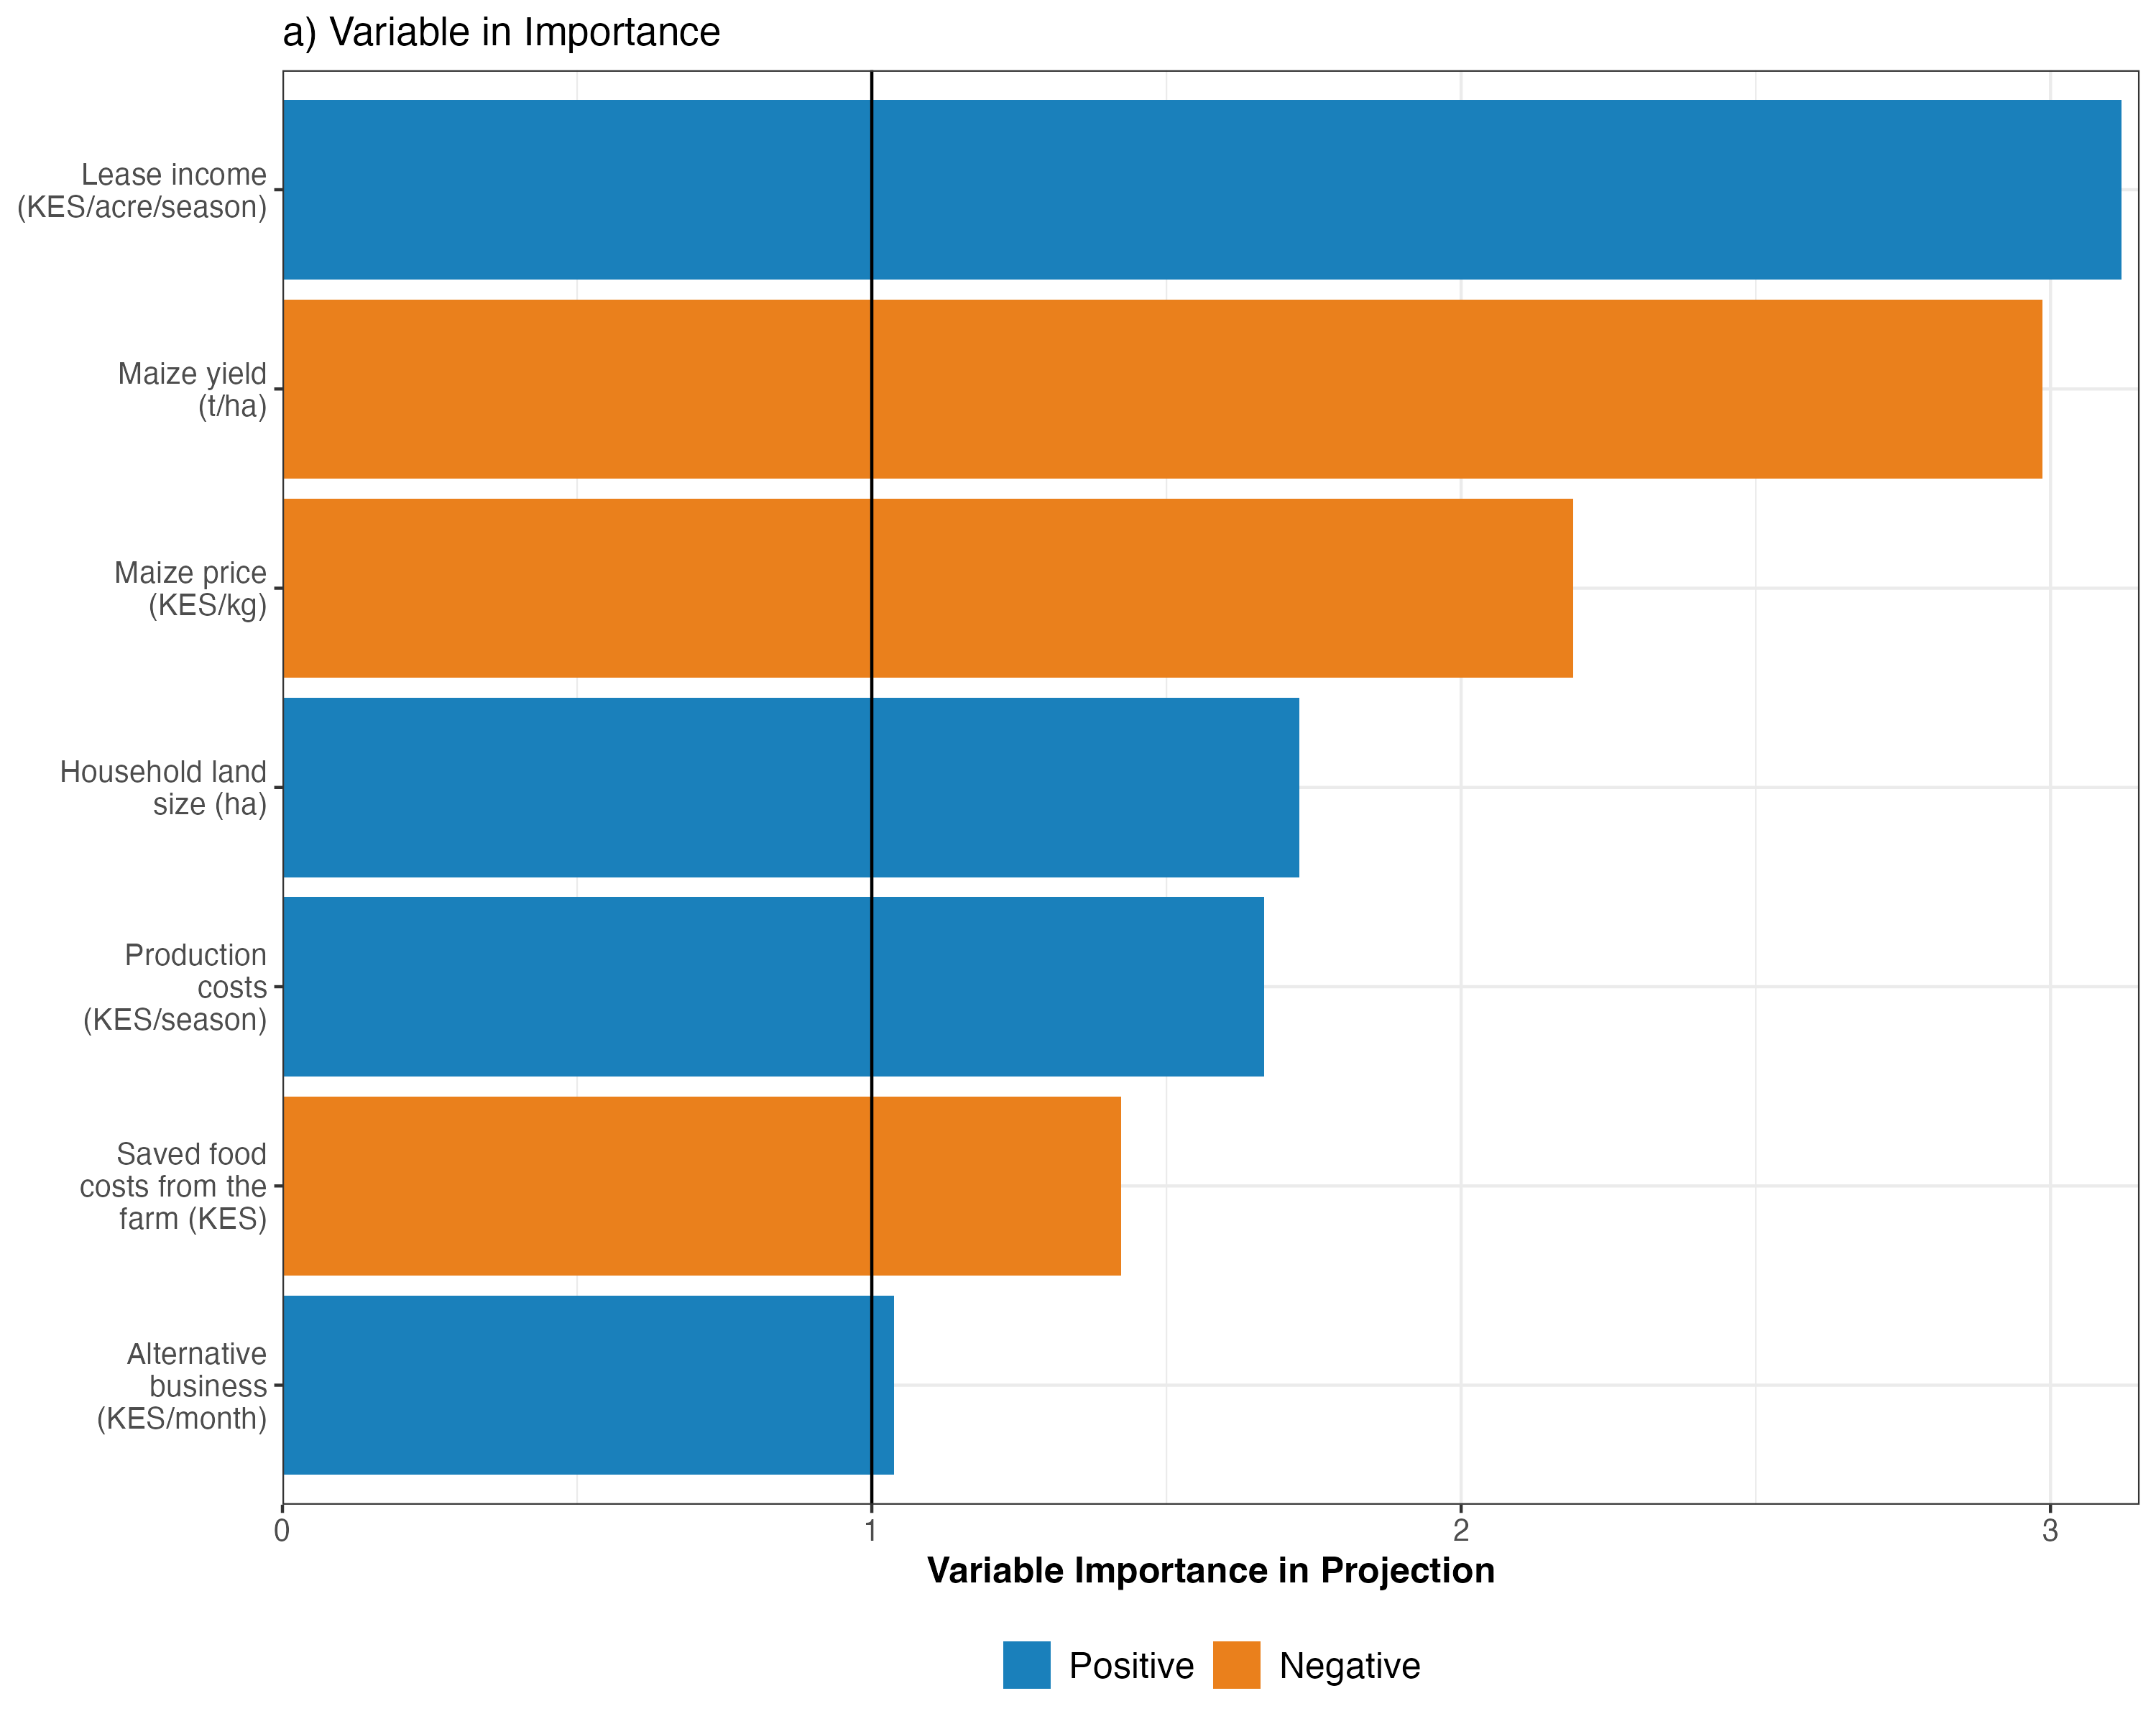 a) Variable in Importance
Lease income
(KES/acre/season)
Maize yield
(t/ha)
Maize price
(KES/kg)
Household land
size (ha)
Production
costs
(KES/season)
Saved food
costs from the
farm (KES)
Alternative
business
(KES/month)
0 1 2 3
Variable Importance in Projection
Positive Negative